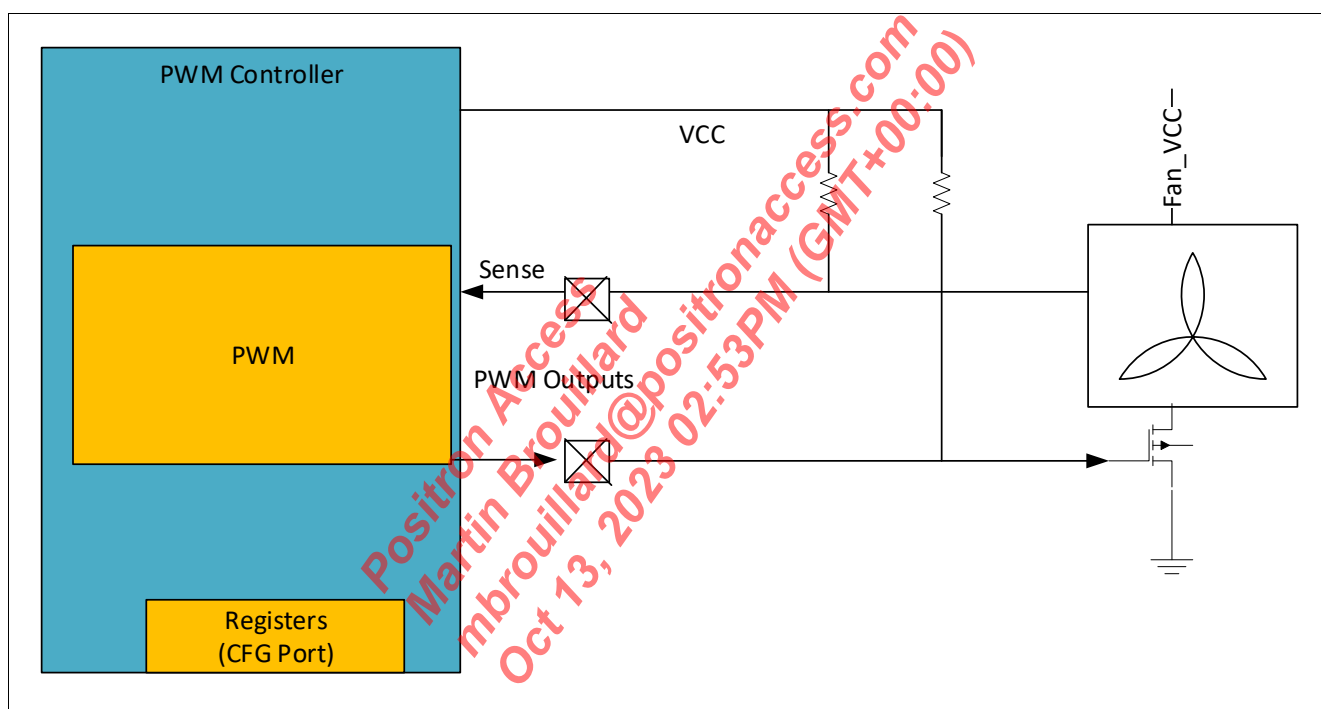 PWM Controller
VCC
Fan_VCC
Sense
PWM
PWM Outputs
Registers
(CFG Port)
Positron Access
Martin Brouillard
mbrouillard@positronaccess.com
Oct 13, 2023 02:53PM (GMT+00:00)